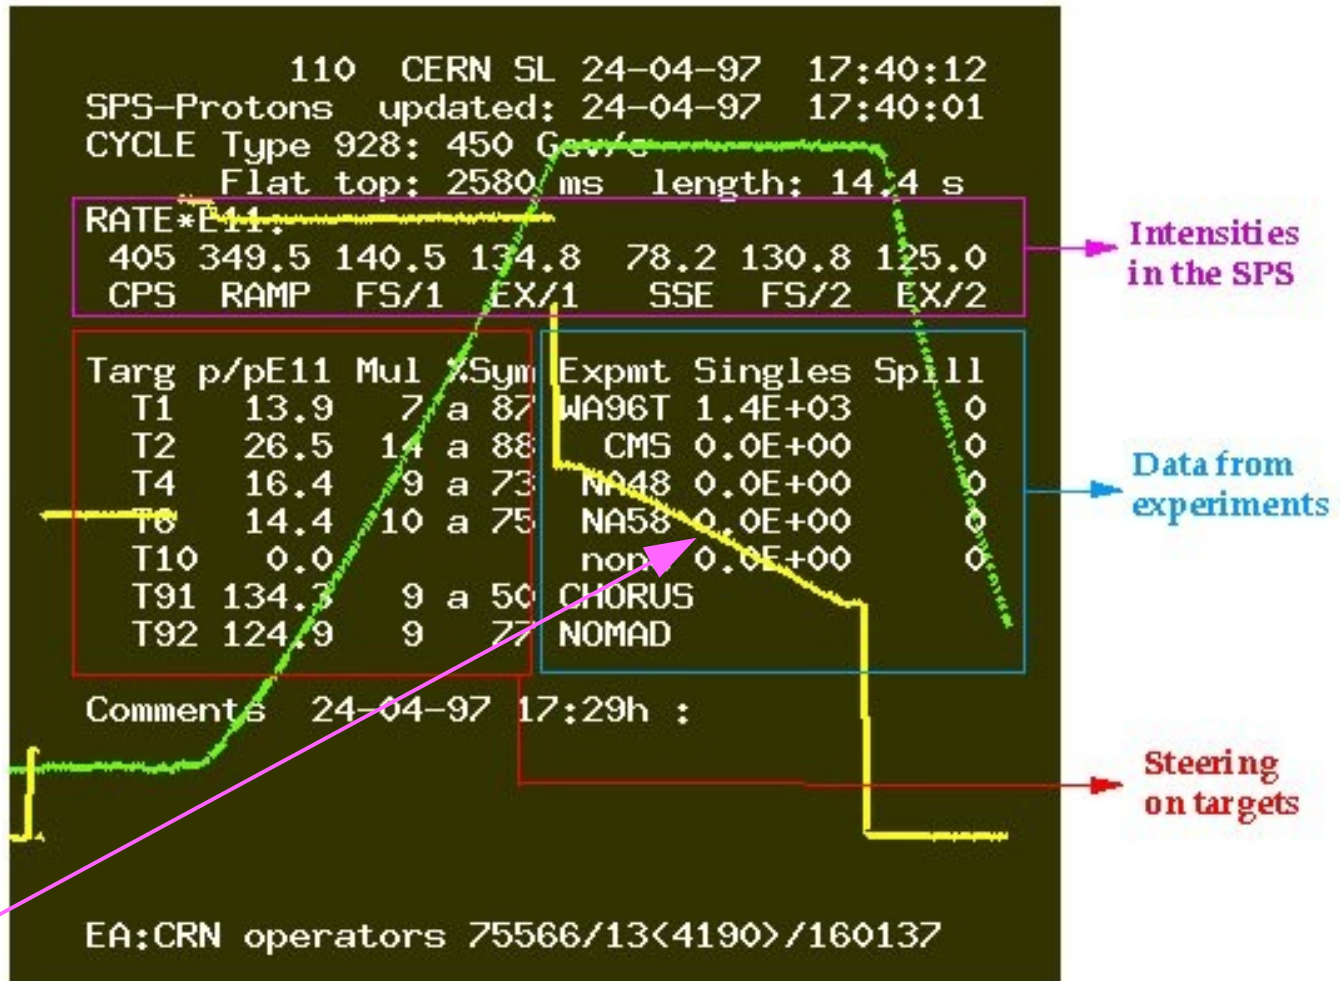 110 CERN SL 24-04-97 17:40:12
SPS-Protons updated: 24-04-97 17:40:01
CYCLE Type 928: 450 Gev/c
Flat top: 2580 ms length: 14.4 s
RATE*E11:
405 349.5 140.5 134.8 78.2 130.8 125.0
CPS RAMP FS/1 EX/1 SSE FS/2 EX/2
Intensities
in the SPS
Targ p/pE11 Mul %Sym Expmt Singles Spill
T1 13.9 7 a 87 WA96T 1.4E+03 0
T2 26.5 14 a 88 CMS 0.0E+00 0
T4 16.4 9 a 73 NA48 0.0E+00 0
T6 14.4 10 a 75 NA58 0.0E+00 0
T10 0.0 none 0.0E+00 0
T91 134.3 9 a 50 CHORUS
T92 124.9 9 77 NOMAD
Data from
experiments
Comments 24-04-97 17:29h :
Steering
on targets
EA:CRN operators 75566/13<4190>/160137